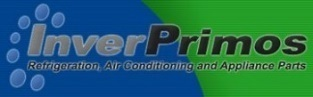 InverPrimos
Refrigeration, Air Conditioning and Appliance Parts